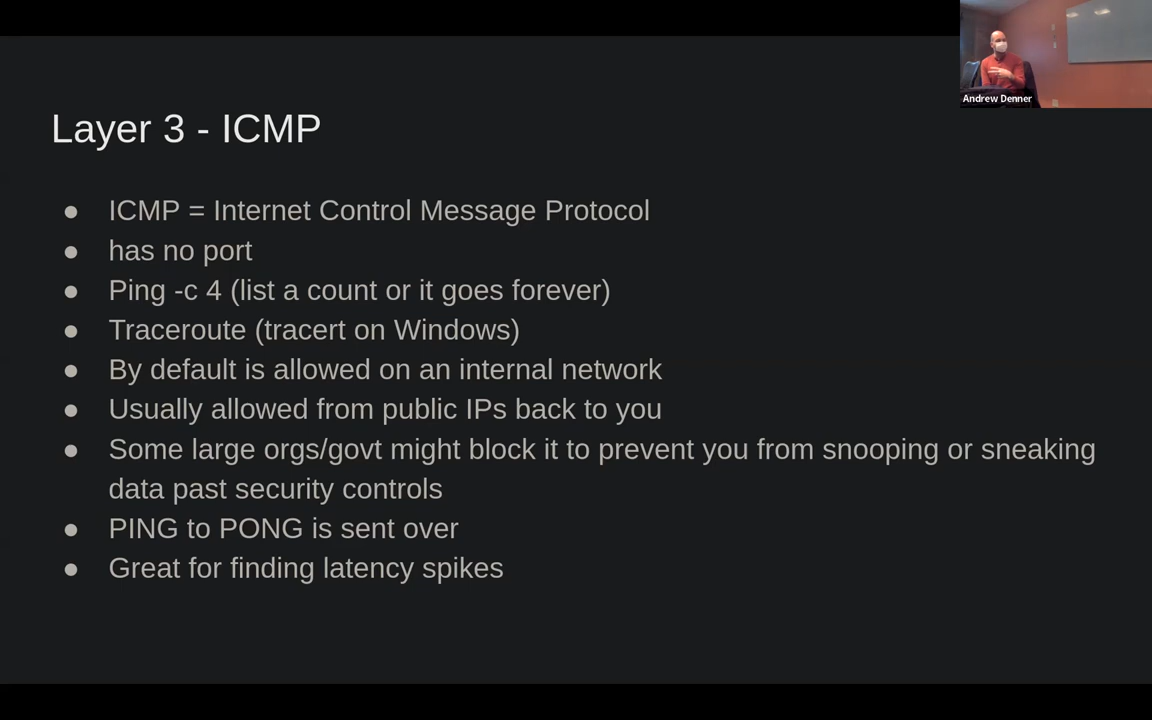 Andrew Denner
Layer 3 - ICMP
● ICMP = Internet Control Message Protocol
● has no port
● Ping -c 4 (list a count or it goes forever)
● Traceroute (tracert on Windows)
● By default is allowed on an internal network
● Usually allowed from public IPs back to you
● Some large orgs/govt might block it to prevent you from snooping or sneaking
data past security controls
● PING to PONG is sent over
● Great for finding latency spikes